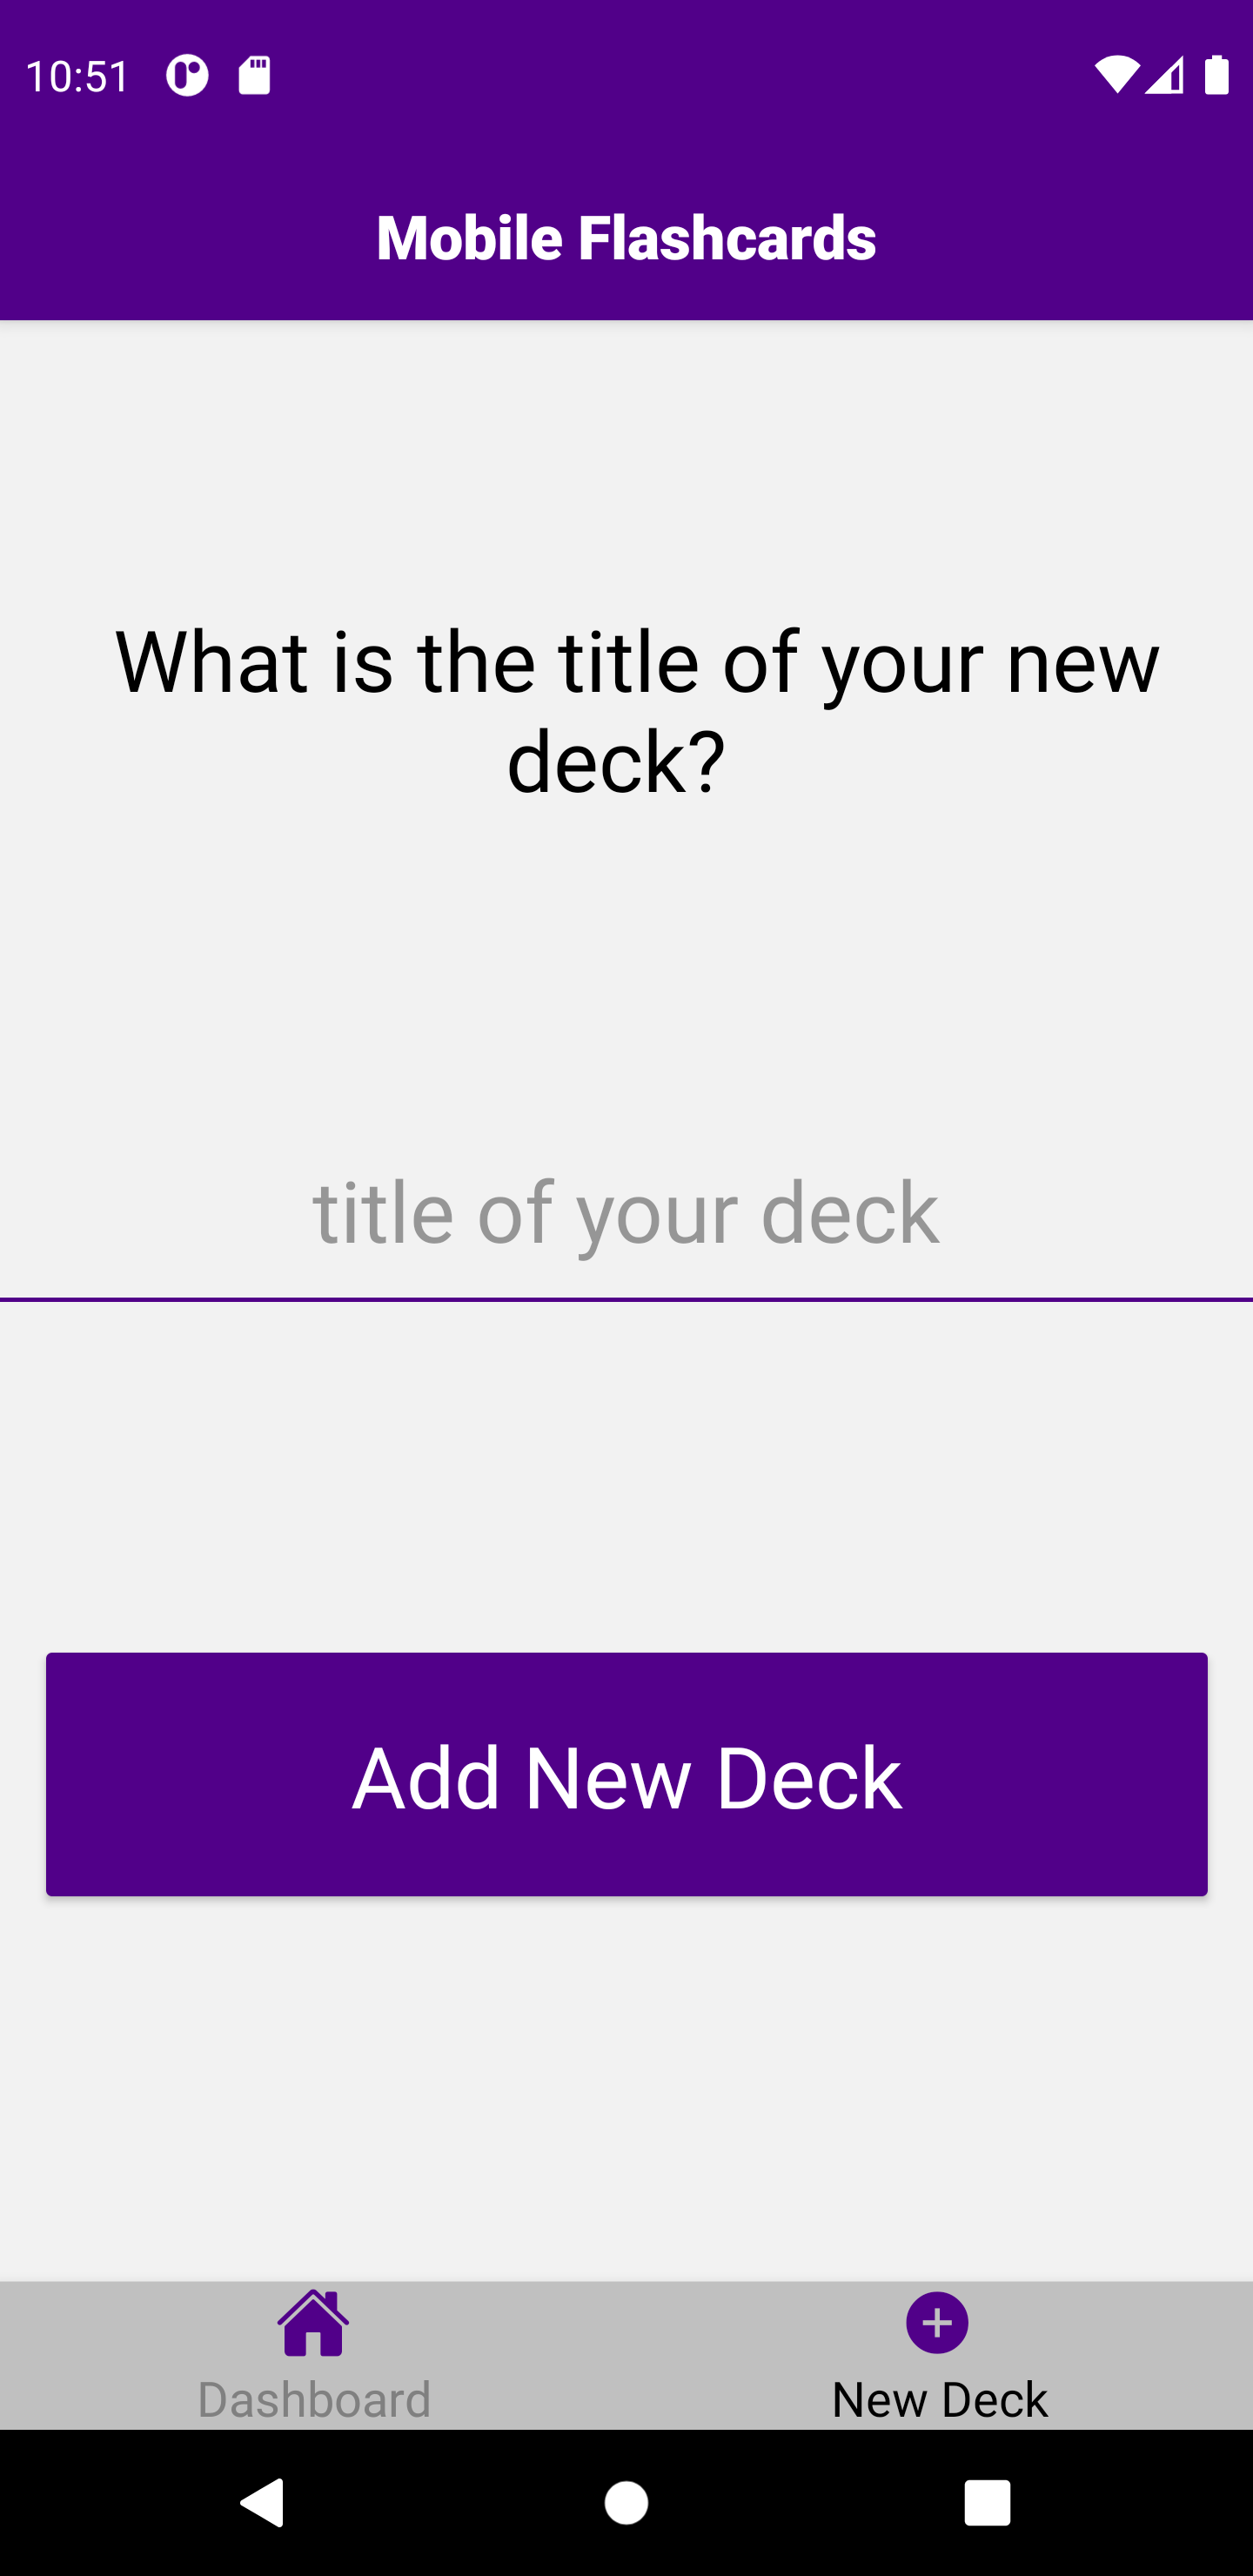 10:51
Mobile Flashcards
What is the title of your new
deck?
title of your deck
Add New Deck
Dashboard
New Deck